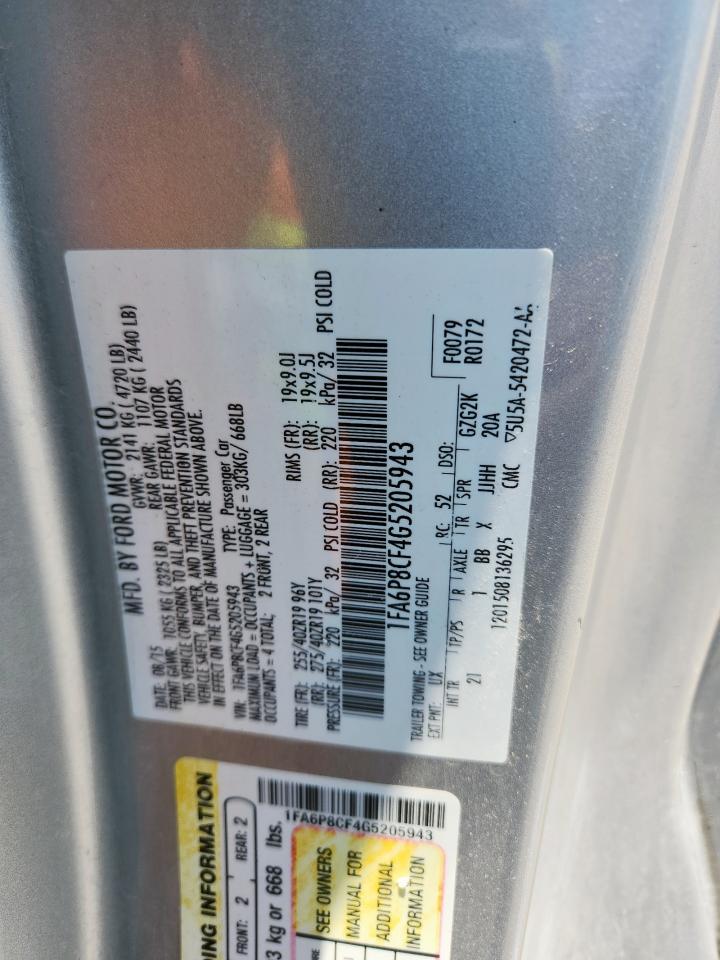 MFD. BY FORD MOTOR CO.
DATE: 08/15 GVWR: 2141 KG ( 4720 LB)
FRONT GAWR: 1055 KG ( 2325 LB) REAR GAWR: 1107 KG ( 2440 LB)
THIS VEHICLE CONFORMS TO ALL APPLICABLE FEDERAL MOTOR
VEHICLE SAFETY, BUMPER, AND THEFT PREVENTION STANDARDS
IN EFFECT ON THE DATE OF MANUFACTURE SHOWN ABOVE.
VIN: 1FA6P8CF4G5205943 TYPE: Passenger Car
MAXIMUM LOAD = OCCUPANTS + LUGGAGE = 303KG/ 668LB
OCCUPANTS = 4 TOTAL: 2 FRONT, 2 REAR
TIRE (FR): 255/40ZR19 96Y RIMS (FR): 19x9.0J
(RR): 275/40ZR19 101Y (RR): 19x9.5J
PRESSURE (FR): 220 kPa/ 32 PSI COLD (RR): 220 kPa/ 32 PSI COLD
1FA6P8CF4G5205943
TRAILER TOWING - SEE OWNER GUIDE
EXT PNT: UX RC: 52 DSO: F0079
INT TR TP/PS R AXLE TR SPR GZG2K R0172
21 1 BB X JJHH 20A
1201508136295 CMC ▽5U5A-5420472-A
DING INFORMATION
FRONT: 2 REAR: 2
3 kg or 668 lbs.
1FA6P8CF4G5205943
SEE OWNERS
MANUAL FOR
ADDITIONAL
INFORMATION